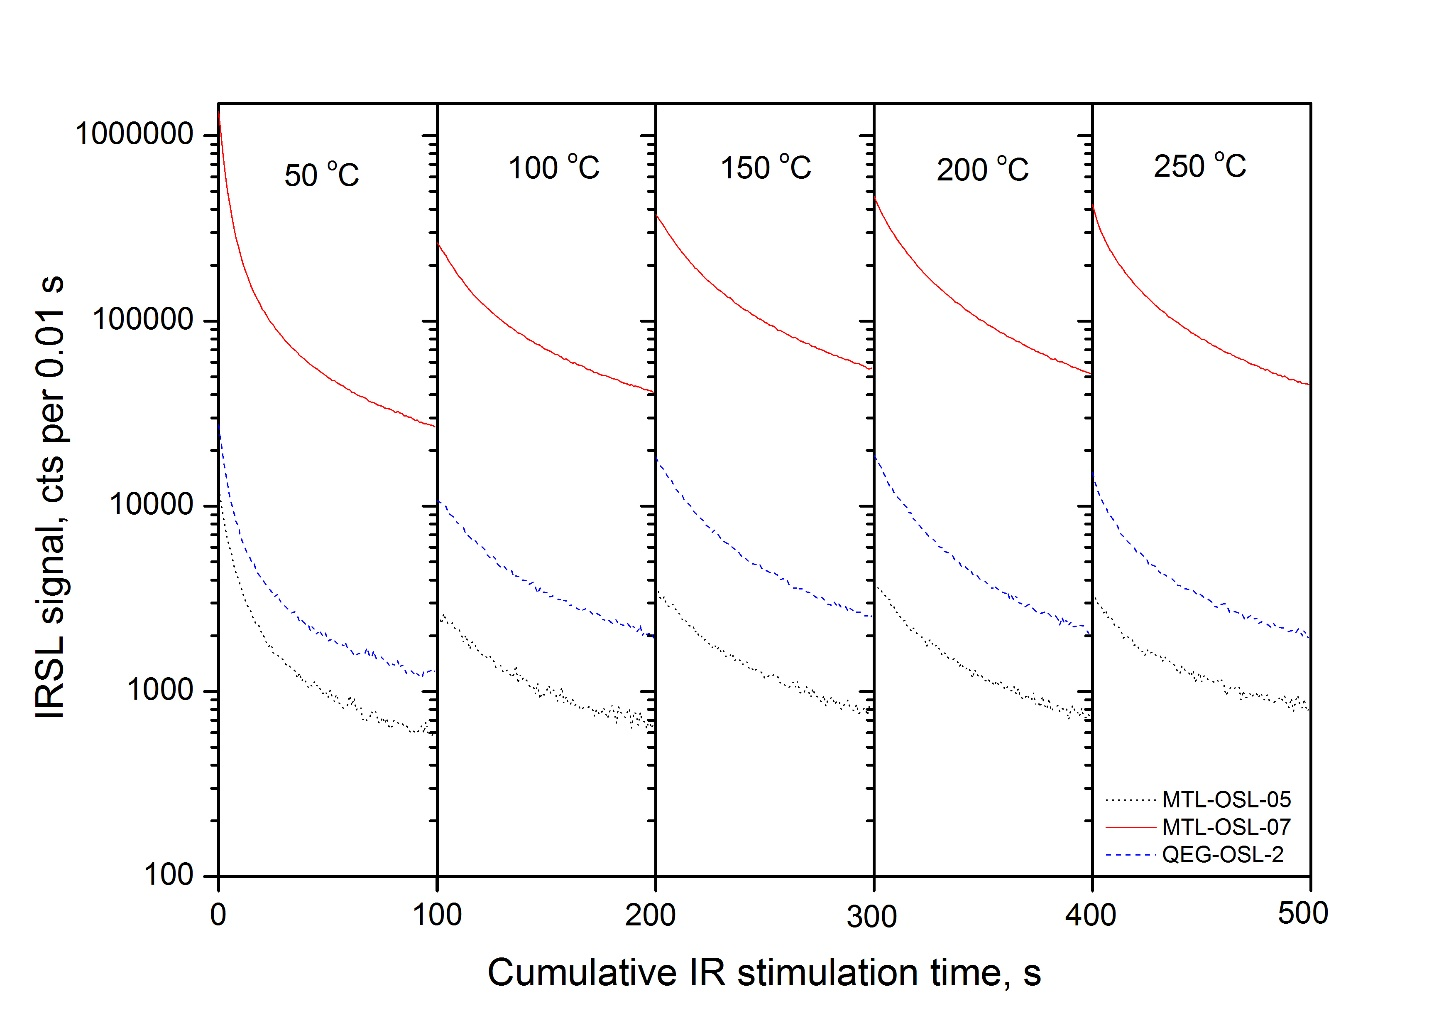 50 °C
100 °C
150 °C
200 °C
250 °C
1000000
100000
10000
1000
100
IRSL signal, cts per 0.01 s
MTL-OSL-05
MTL-OSL-07
QEG-OSL-2
0
100
200
300
400
500
Cumulative IR stimulation time, s